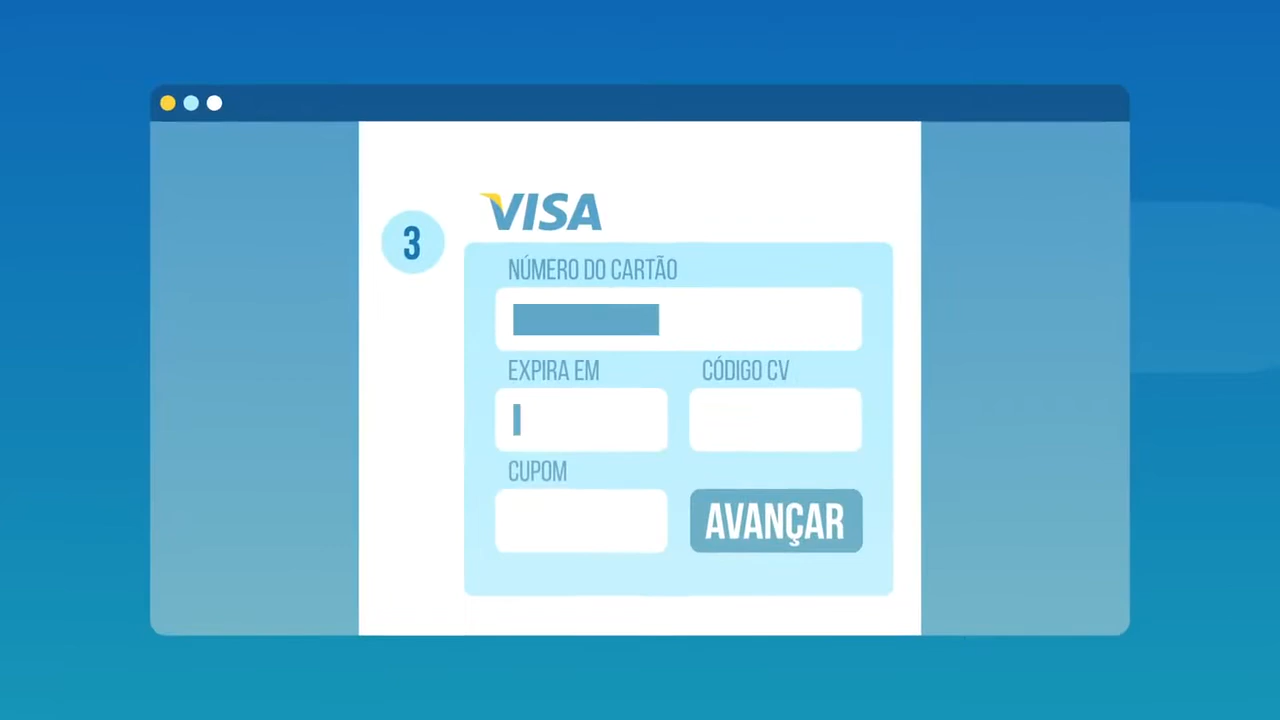 VISA
3
NÚMERO DO CARTÃO
EXPIRA EM
CÓDIGO CV
CUPOM
AVANÇAR